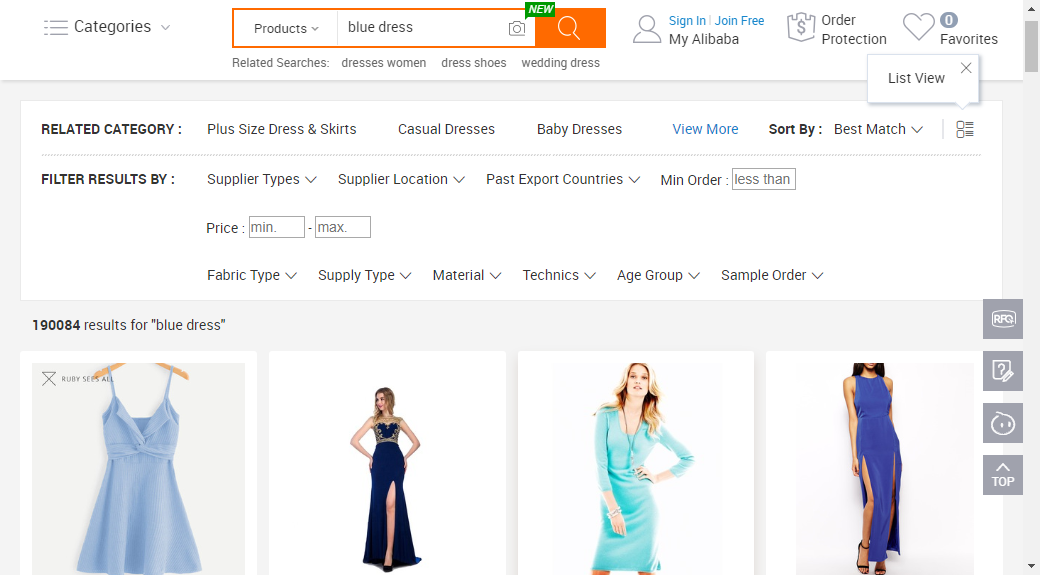 Categories
Products
blue dress
NEW
Sign In | Join Free
My Alibaba
Order
Protection
0
Favorites
Related Searches: dresses women dress shoes wedding dress
List View
RELATED CATEGORY : Plus Size Dress & Skirts Casual Dresses Baby Dresses View More Sort By : Best Match
FILTER RESULTS BY : Supplier Types Supplier Location Past Export Countries Min Order : less than
Price : min. - max.
Fabric Type Supply Type Material Technics Age Group Sample Order
190084 results for "blue dress"
RFQ
RUBY SEES ALL
TOP